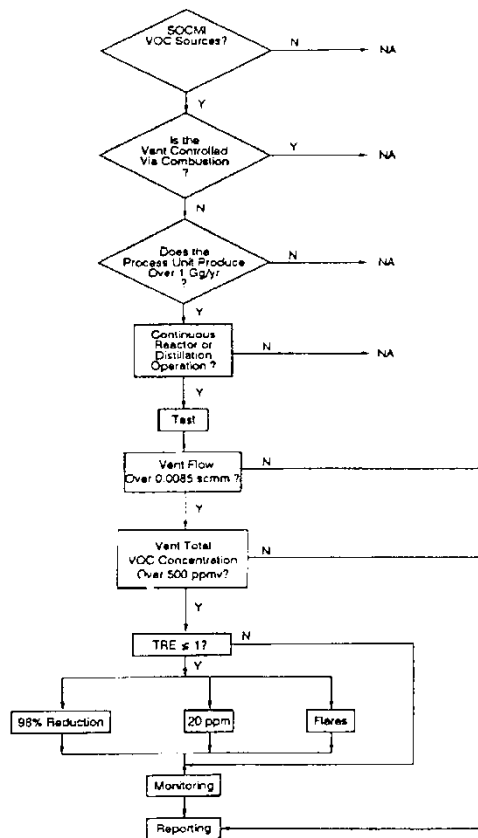 SOCMI
VOC Sources?
N
NA
Y
Is the
Vent Controlled
Via Combustion
?
Y
NA
N
Does the
Process Unit Produce
Over 1 Gg/yr
?
N
NA
Y
Continuous
Reactor or
Distillation
Operation ?
N
NA
Y
Test
Vent Flow
Over 0.0085 scmm ?
N
Y
Vent Total
VOC Concentration
Over 500 ppmv?
N
Y
TRE ≤ 1?
N
Y
98% Reduction
20 ppm
Flares
Monitoring
Reporting